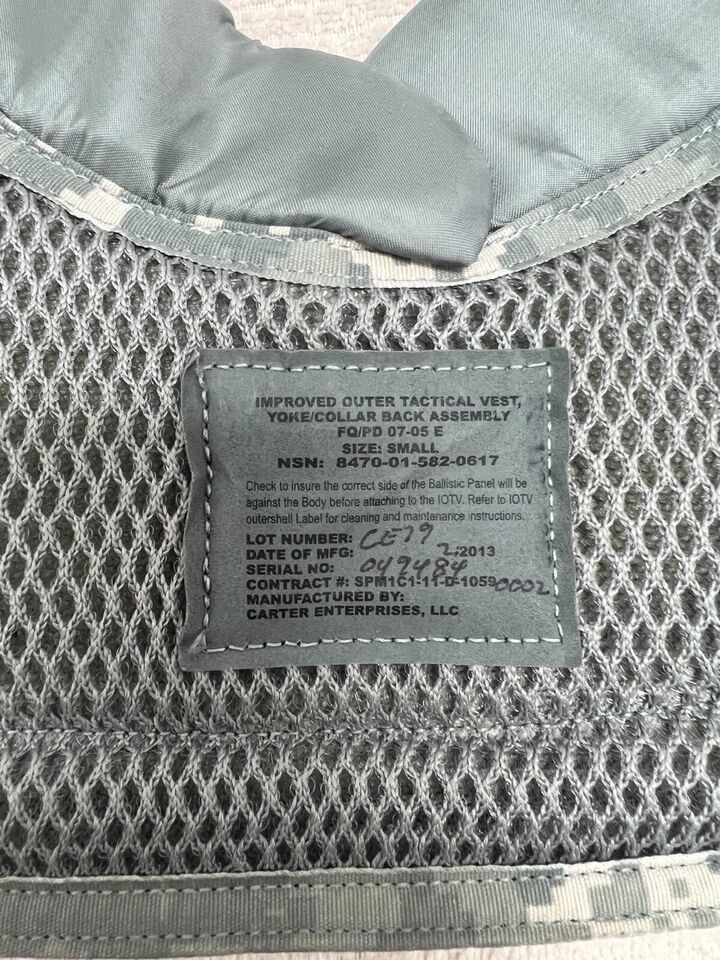 IMPROVED OUTER TACTICAL VEST,
YOKE/COLLAR BACK ASSEMBLY
FQ/PD 07-05 E
SIZE: SMALL
NSN: 8470-01-582-0617
Check to insure the correct side of the Ballistic Panel will be
against the Body before attaching to the IOTV. Refer to IOTV
outershell Label for cleaning and maintenance instructions.
LOT NUMBER: CE79
DATE OF MFG: 2/2013
SERIAL NO: 049484
CONTRACT #: SPM1C1-11-D-1059 0002
MANUFACTURED BY:
CARTER ENTERPRISES, LLC